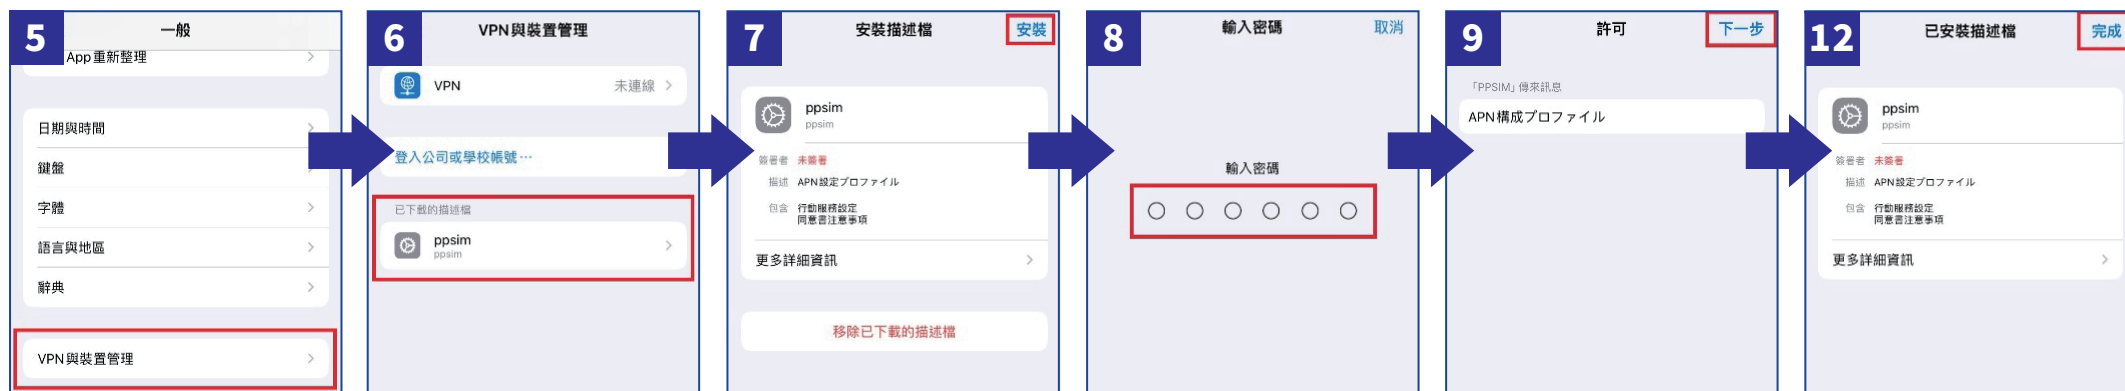 5
一般
App 重新整理
日期與時間
鍵盤
字體
語言與地區
辭典
VPN 與裝置管理
6
VPN與裝置管理
VPN
未連線
登入公司或學校帳號⋯
已下載的描述檔
ppsim
ppsim
7
安裝描述檔
安裝
ppsim
ppsim
簽署者 未簽署
描述 APN設定プロファイル
包含 行動服務設定
同意書注意事項
更多詳細資訊
移除已下載的描述檔
8
輸入密碼
取消
輸入密碼
9
許可
下一步
「PPSIM」傳來訊息
APN構成プロファイル
12
已安裝描述檔
完成
ppsim
ppsim
簽署者 未簽署
描述 APN設定プロファイル
包含 行動服務設定
同意書注意事項
更多詳細資訊